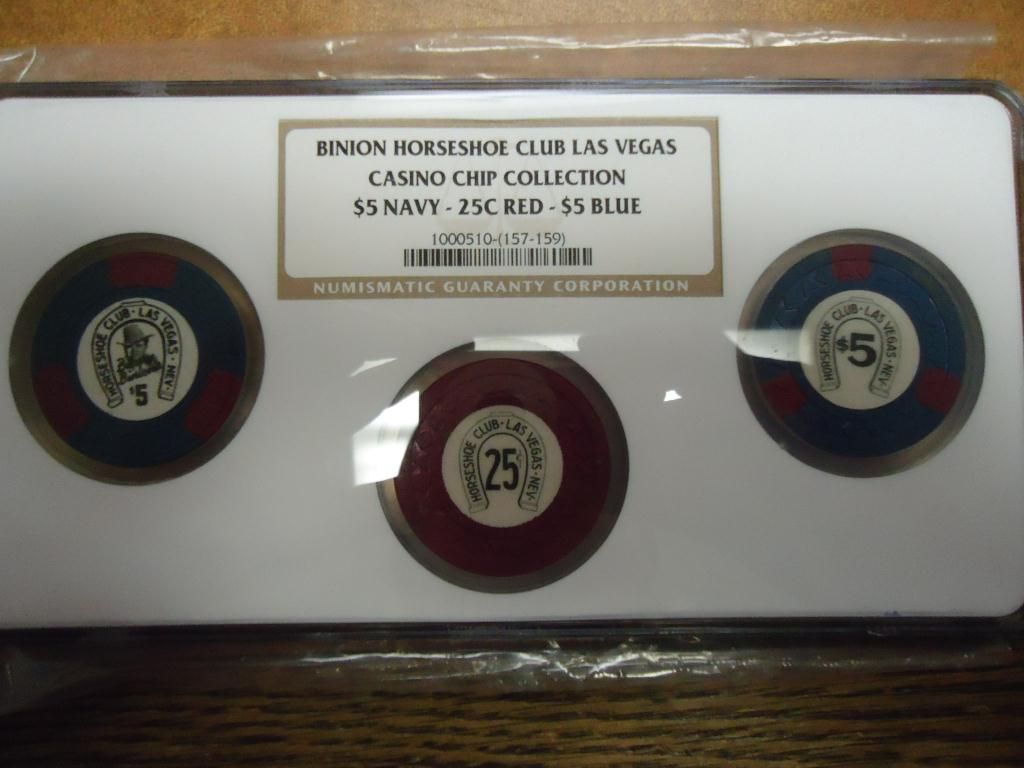 BINION HORSESHOE CLUB LAS VEGAS
CASINO CHIP COLLECTION
$5 NAVY - 25C RED - $5 BLUE
1000510-(157-159)
NUMISMATIC GUARANTY CORPORATION
HORSESHOE CLUB · LAS VEGAS · NEV.
$5
HORSESHOE CLUB · LAS VEGAS · NEV.
25¢
HORSESHOE CLUB · LAS VEGAS · NEV.
$5